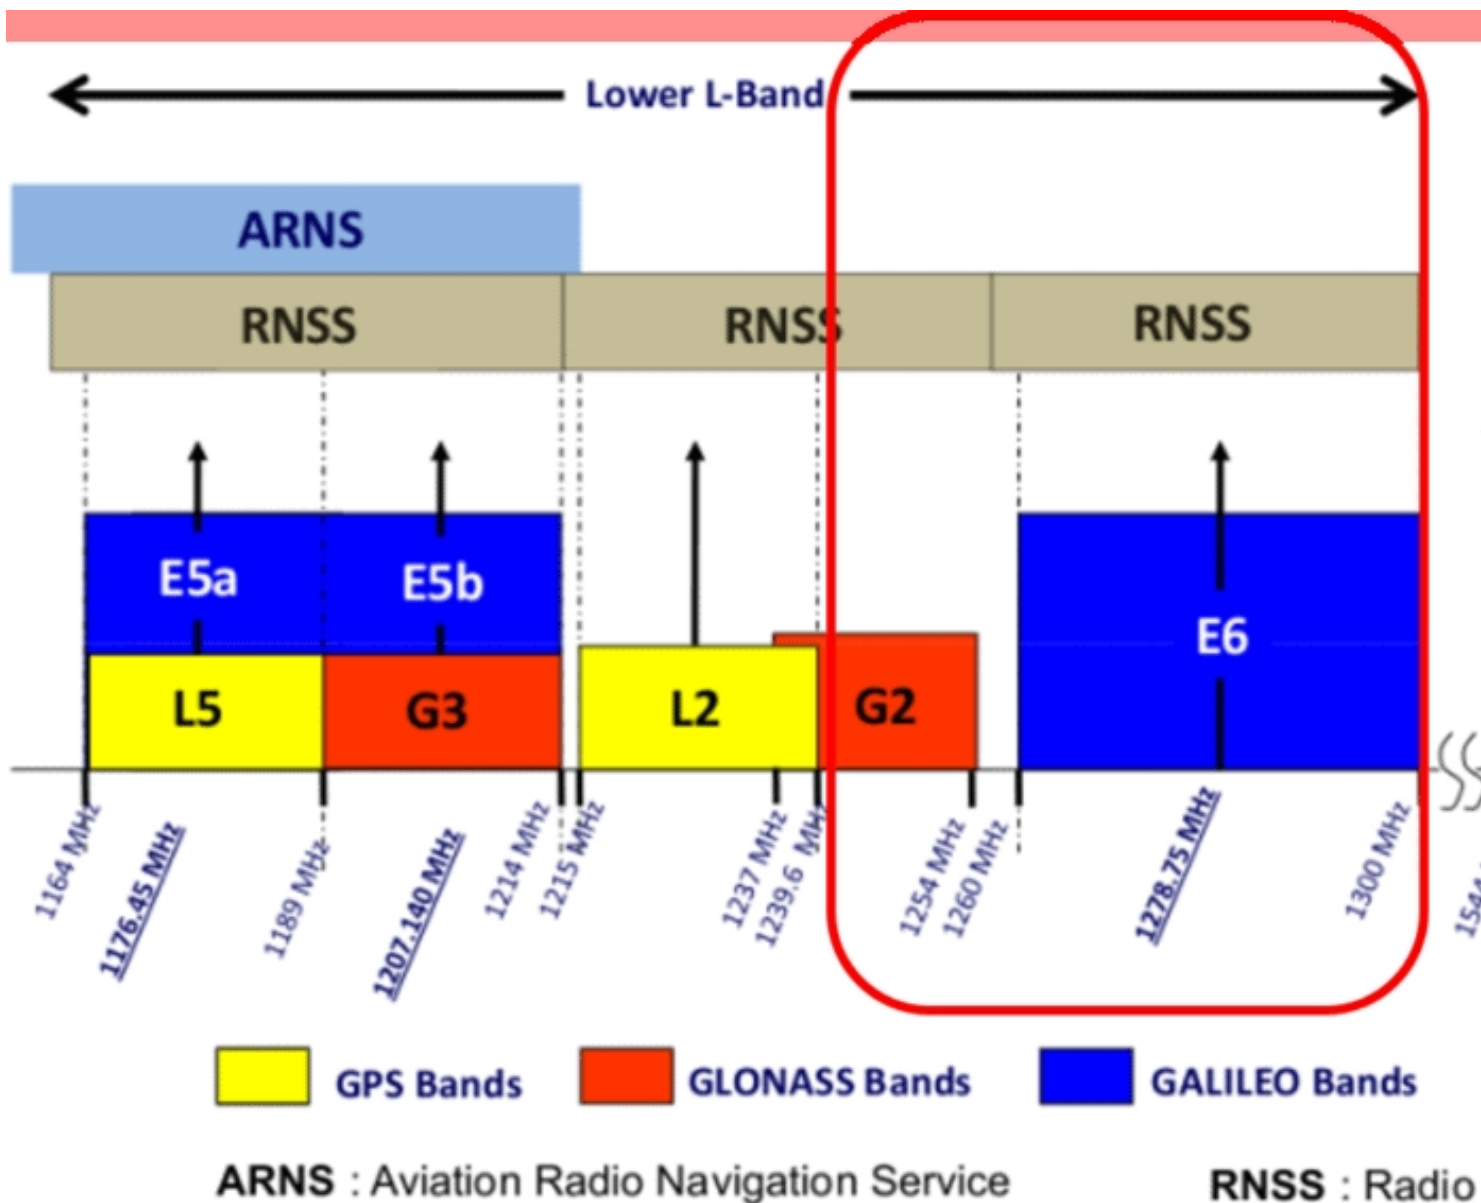 Lower L-Band
ARNS
RNSS RNSS RNSS
E5a E5b E6
L5 G3 L2 G2
1164 MHz 1176.45 MHz 1189 MHz 1207.140 MHz 1214 MHz 1215 MHz 1237 MHz 1239.6 MHz 1254 MHz 1260 MHz 1278.75 MHz 1300 MHz
GPS Bands GLONASS Bands GALILEO Bands
ARNS : Aviation Radio Navigation Service RNSS : Radio